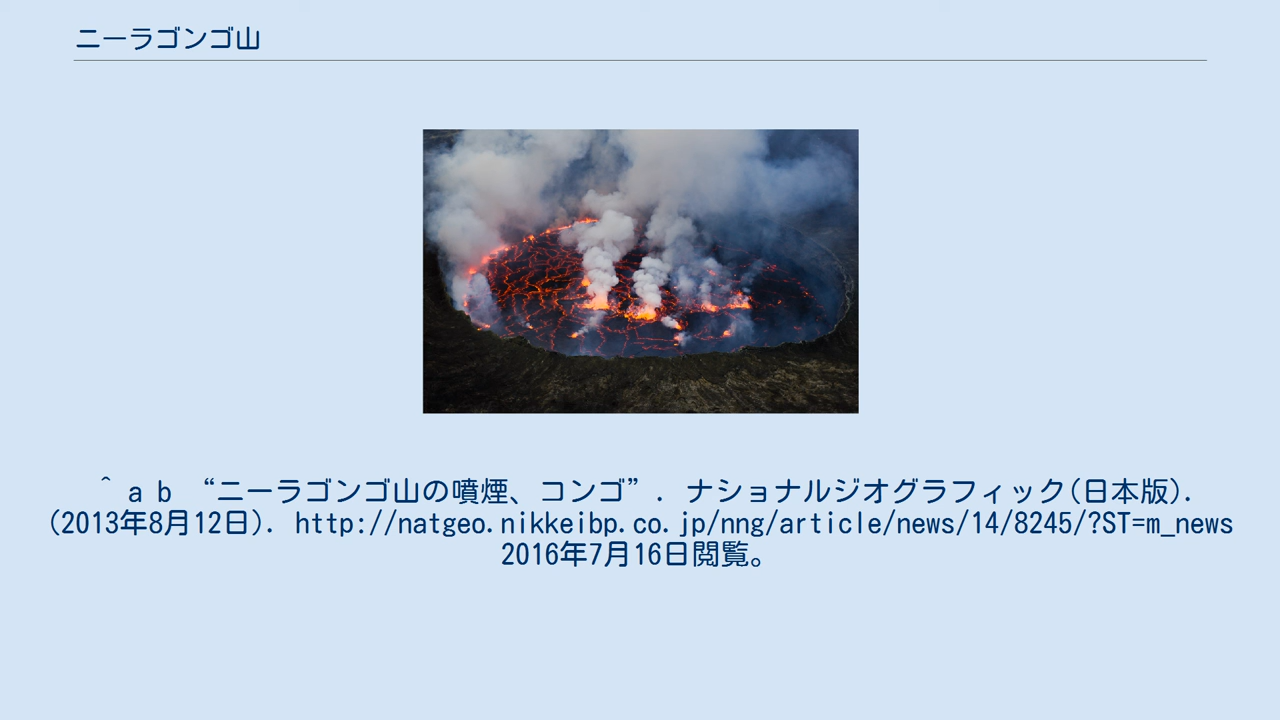 ニーラゴンゴ山
^ a b “ニーラゴンゴ山の噴煙、コンゴ”. ナショナルジオグラフィック(日本版).
(2013年8月12日). http://natgeo.nikkeibp.co.jp/nng/article/news/14/8245/?ST=m_news
2016年7月16日閲覧。